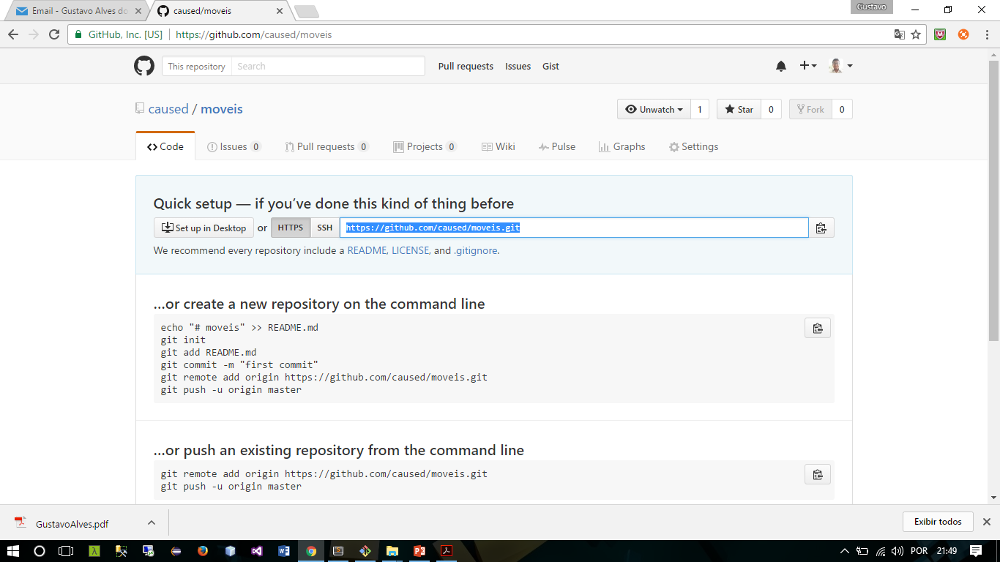 Email - Gustavo Alves do
caused/moveis
Gustavo
GitHub, Inc. [US]
https://github.com/caused/moveis
This repository
Search
Pull requests
Issues
Gist
caused / moveis
Unwatch
1
Star
0
Fork
0
Code
Issues 0
Pull requests 0
Projects 0
Wiki
Pulse
Graphs
Settings
Quick setup — if you’ve done this kind of thing before
Set up in Desktop or HTTPS SSH https://github.com/caused/moveis.git
We recommend every repository include a README, LICENSE, and .gitignore.
…or create a new repository on the command line
echo "# moveis" >> README.md
git init
git add README.md
git commit -m "first commit"
git remote add origin https://github.com/caused/moveis.git
git push -u origin master
…or push an existing repository from the command line
git remote add origin https://github.com/caused/moveis.git
git push -u origin master
GustavoAlves.pdf
Exibir todos
POR
21:49